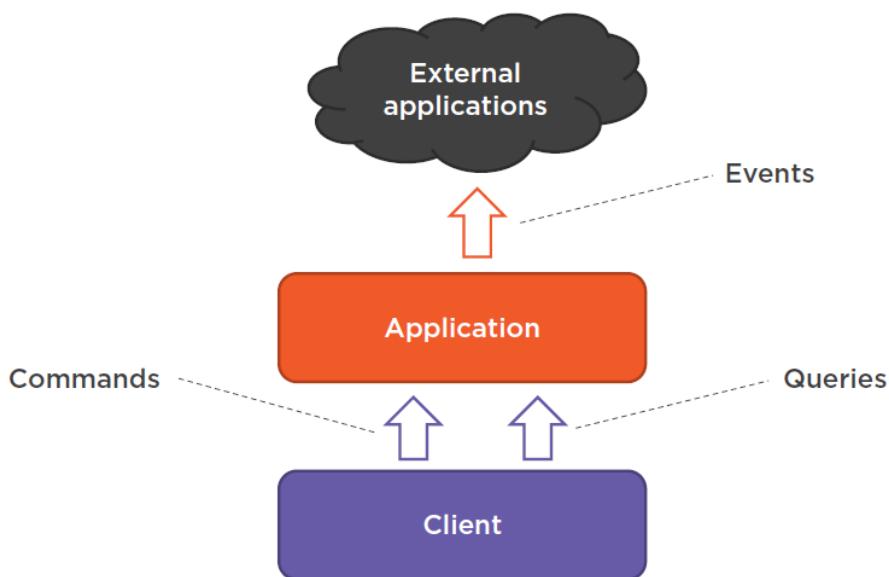 External
applications
Events
Application
Commands
Queries
Client